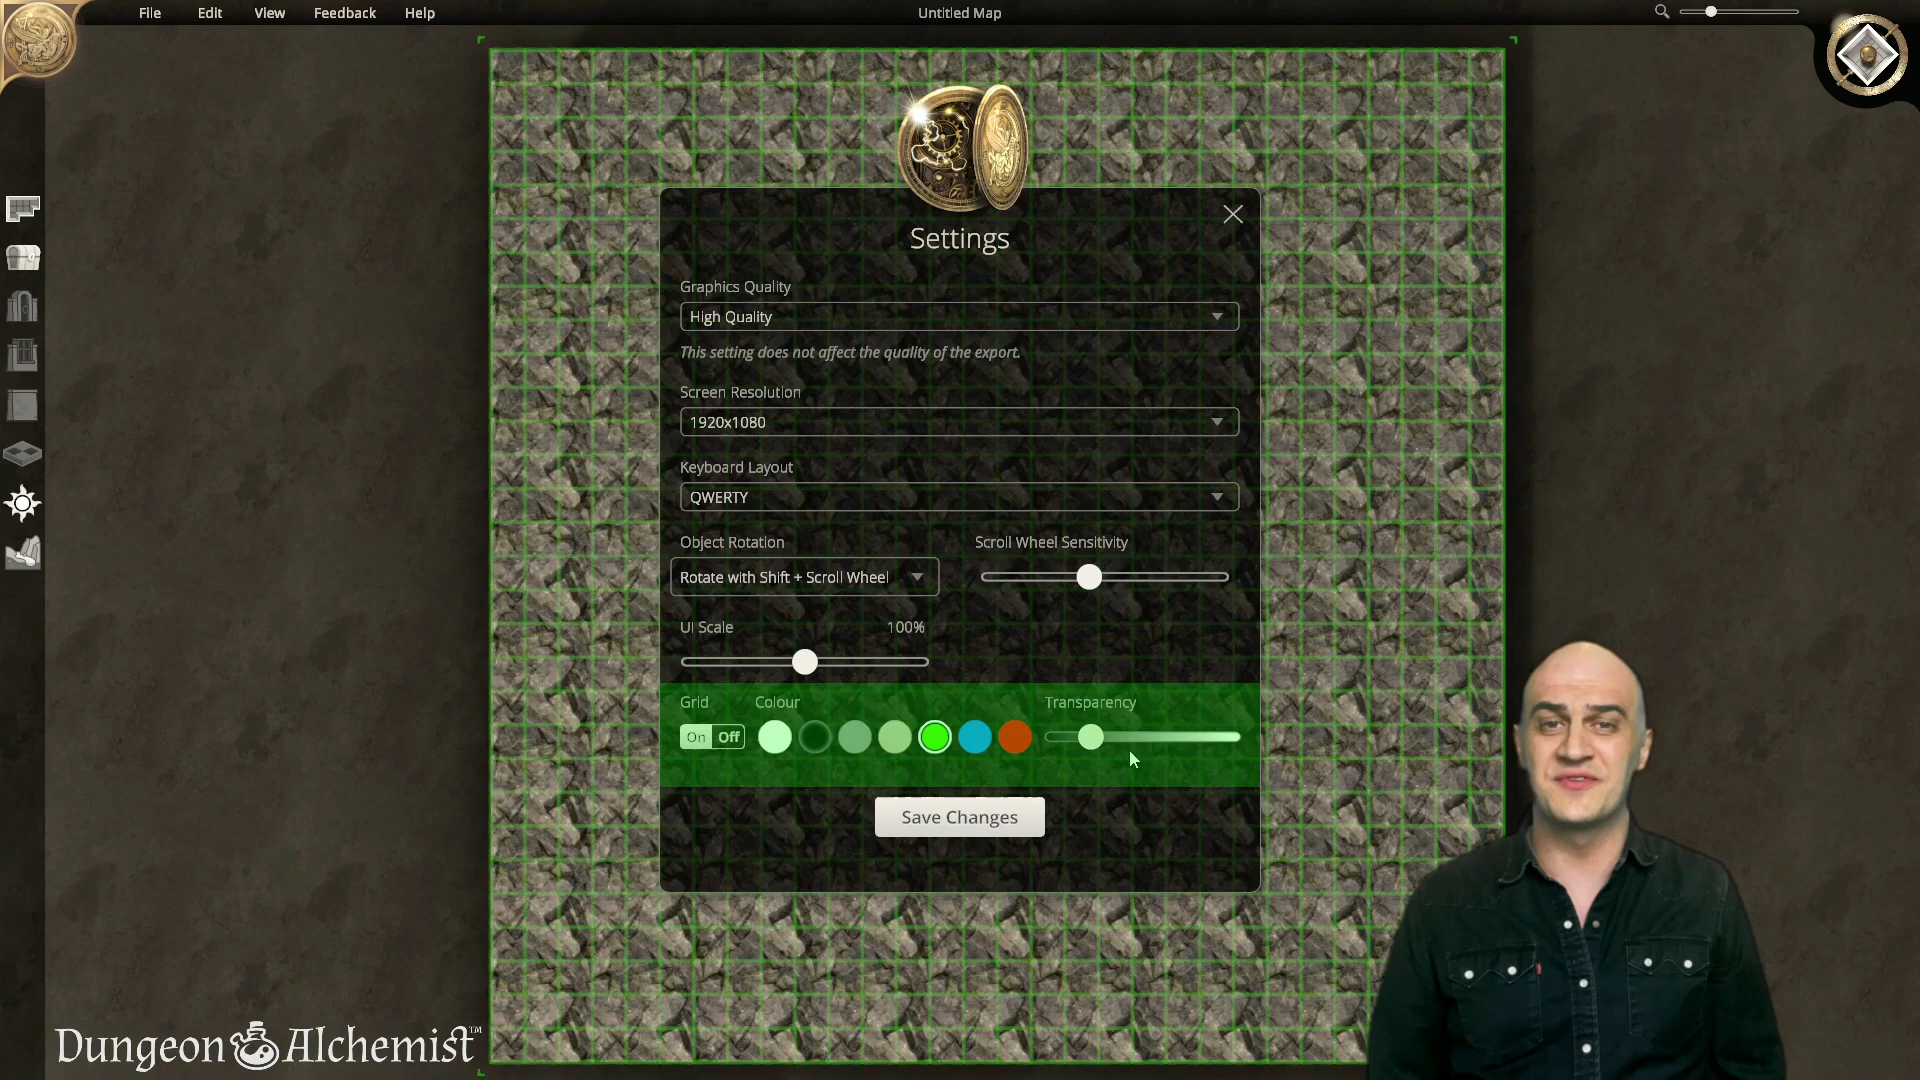 File Edit View Feedback Help Untitled Map
Settings
Graphics Quality
High Quality
This setting does not affect the quality of the export.
Screen Resolution
1920x1080
Keyboard Layout
QWERTY
Object Rotation Scroll Wheel Sensitivity
Rotate with Shift + Scroll Wheel
UI Scale 100%
Grid Colour Transparency
On Off
Save Changes
Dungeon Alchemist™